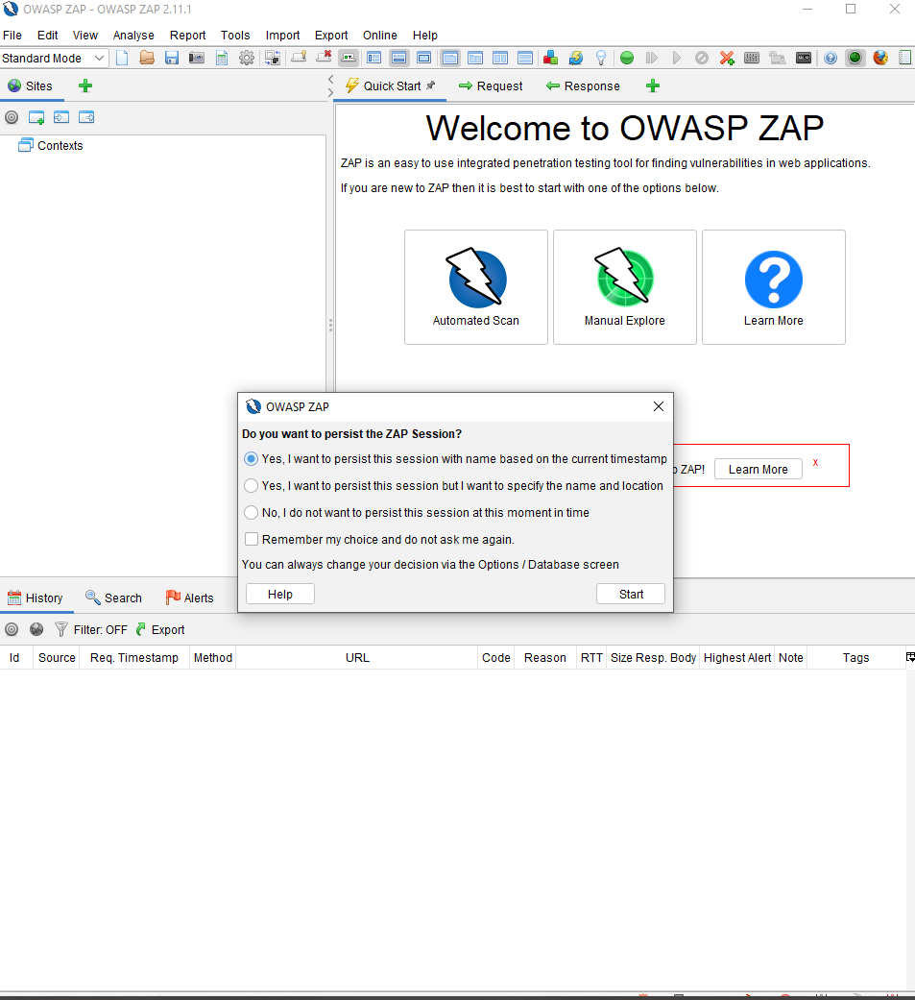 OWASP ZAP - OWASP ZAP 2.11.1
File Edit View Analyse Report Tools Import Export Online Help
Standard Mode
Sites
Quick Start Request Response
Contexts
Welcome to OWASP ZAP
ZAP is an easy to use integrated penetration testing tool for finding vulnerabilities in web applications.
If you are new to ZAP then it is best to start with one of the options below.
Automated Scan Manual Explore Learn More
ZAP! Learn More X
OWASP ZAP
Do you want to persist the ZAP Session?
Yes, I want to persist this session with name based on the current timestamp
Yes, I want to persist this session but I want to specify the name and location
No, I do not want to persist this session at this moment in time
Remember my choice and do not ask me again.
You can always change your decision via the Options / Database screen
Help Start
History Search Alerts
Filter: OFF Export
Id Source Req. Timestamp Method URL Code Reason RTT Size Resp. Body Highest Alert Note Tags